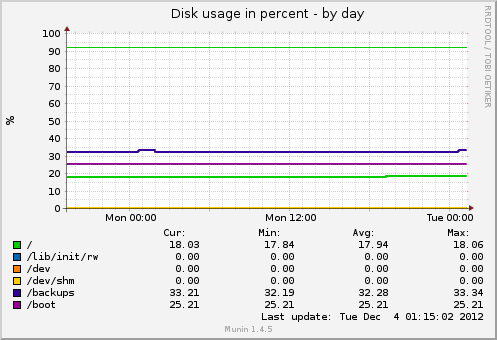 Disk usage in percent - by day
RRDTOOL / TOBI OETIKER
%
100
90
80
70
60
50
40
30
20
10
0
Mon 00:00 Mon 12:00 Tue 00:00
Cur: Min: Avg: Max:
/ 18.03 17.84 17.94 18.06
/lib/init/rw 0.00 0.00 0.00 0.00
/dev 0.00 0.00 0.00 0.00
/dev/shm 0.00 0.00 0.00 0.00
/backups 33.21 32.19 32.28 33.34
/boot 25.21 25.21 25.21 25.21
Last update: Tue Dec 4 01:15:02 2012
Munin 1.4.5